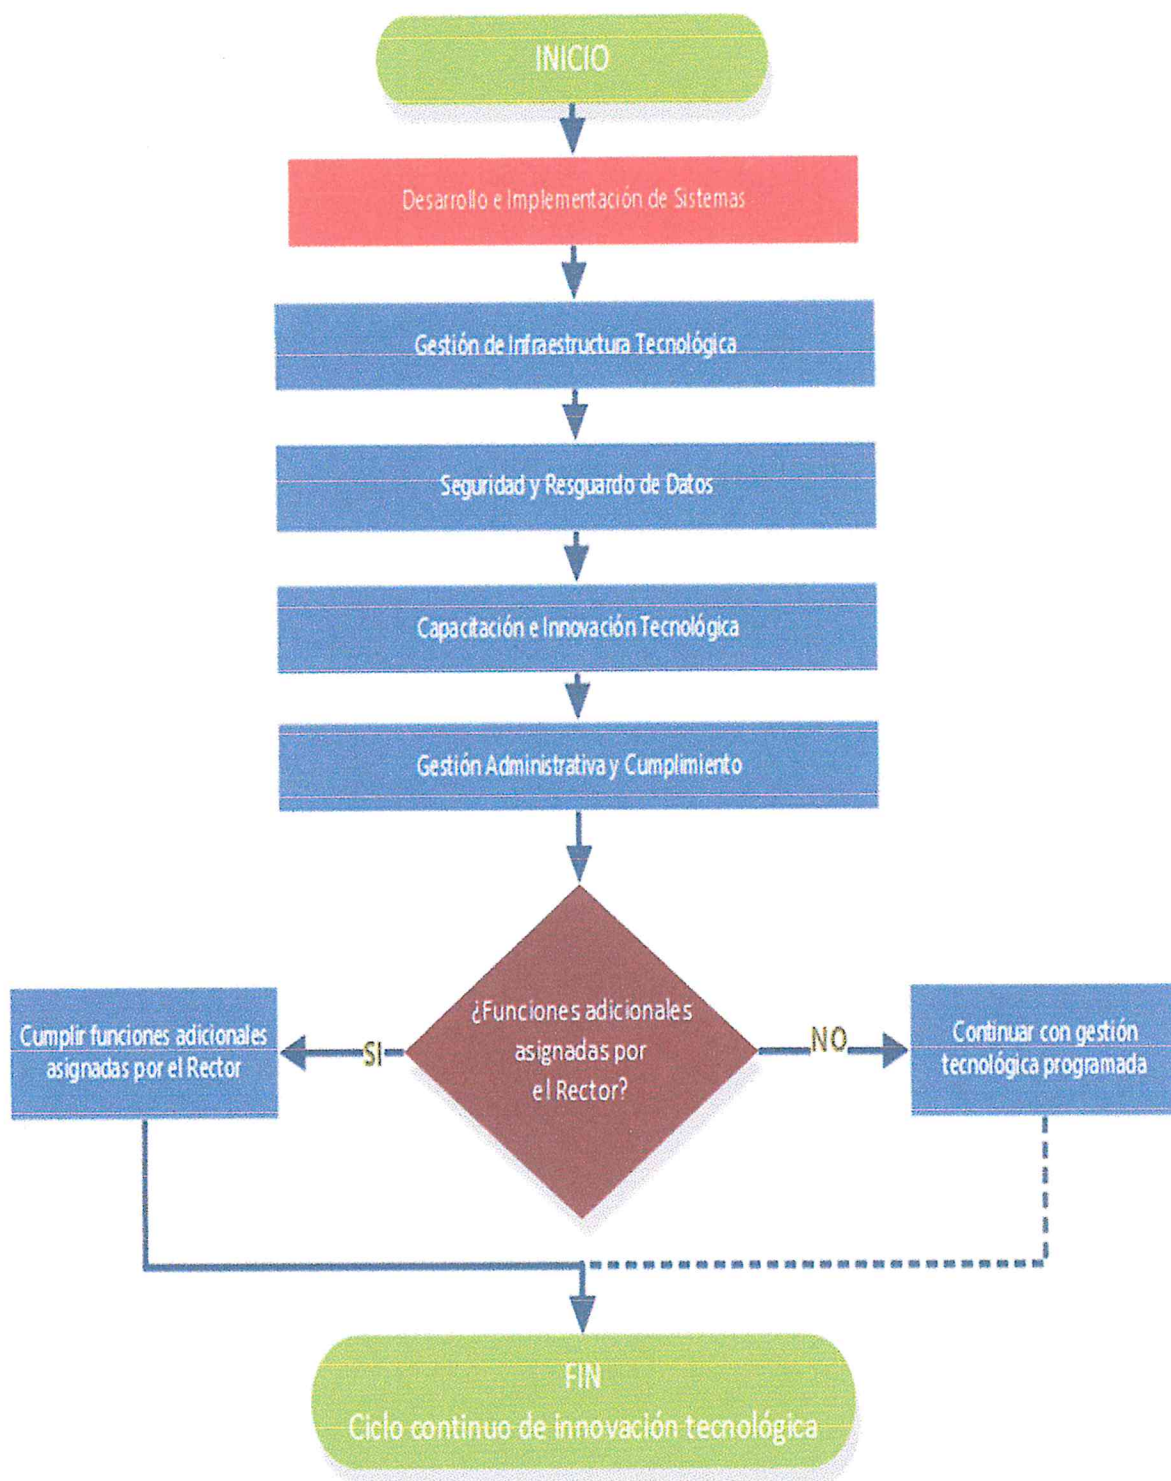 INICIO
Desarrollo e Implementación de Sistemas
Gestión de Infraestructura Tecnológica
Seguridad y Resguardo de Datos
Capacitación e Innovación Tecnológica
Gestión Administrativa y Cumplimiento
¿Funciones adicionales
asignadas por
el Rector?
SI
NO
Cumplir funciones adicionales
asignadas por el Rector
Continuar con gestión
tecnológica programada
FIN
Ciclo continuo de innovación tecnológica